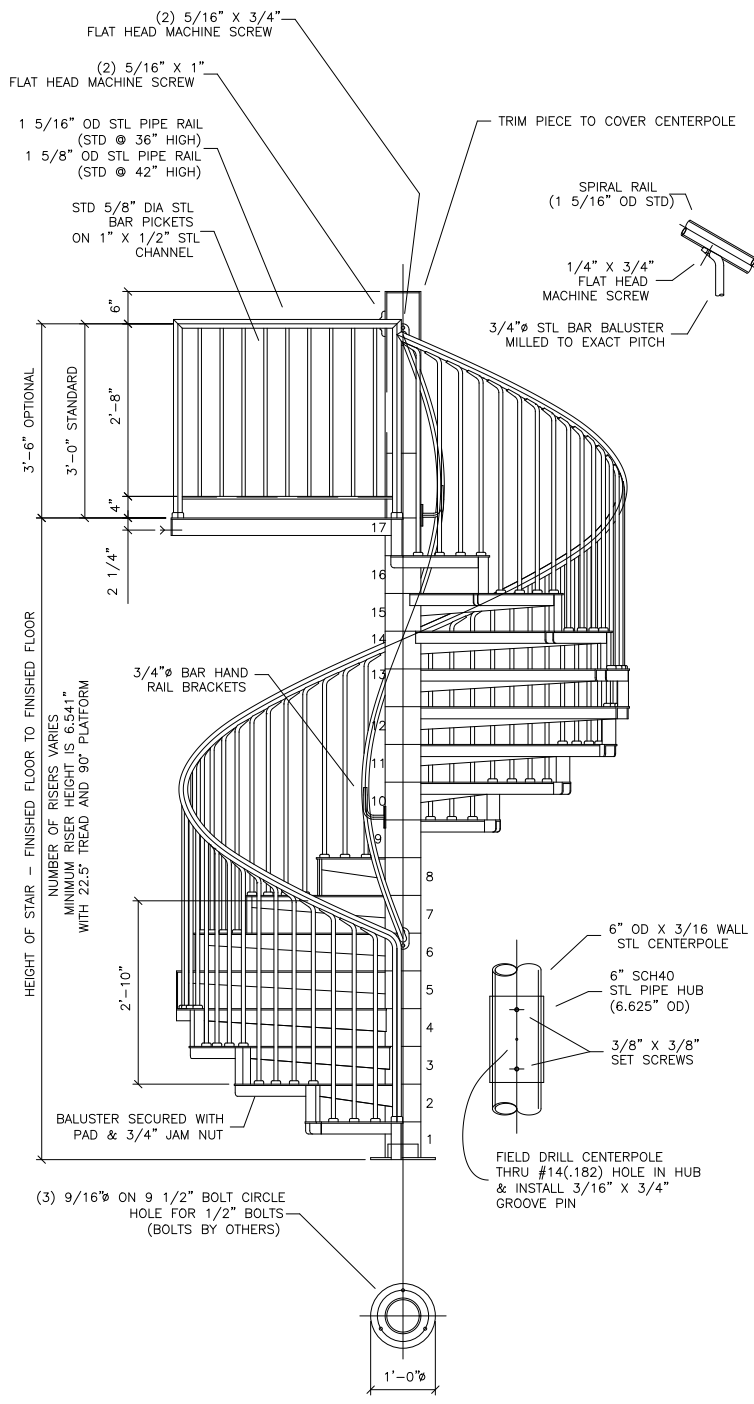 (2) 5/16" X 3/4"
FLAT HEAD MACHINE SCREW
(2) 5/16" X 1"
FLAT HEAD MACHINE SCREW
1 5/16" OD STL PIPE RAIL
(STD @ 36" HIGH)
1 5/8" OD STL PIPE RAIL
(STD @ 42" HIGH)
STD 5/8" DIA STL
BAR PICKETS
ON 1" X 1/2" STL
CHANNEL
TRIM PIECE TO COVER CENTERPOLE
SPIRAL RAIL
(1 5/16" OD STD)
1/4" X 3/4"
FLAT HEAD
MACHINE SCREW
3/4"ø STL BAR BALUSTER
MILLED TO EXACT PITCH
6"
3'-6" OPTIONAL
3'-0" STANDARD
2'-8"
4"
2 1/4"
17
16
15
14
13
12
11
10
9
8
7
6
5
4
3
2
1
3/4"ø BAR HAND
RAIL BRACKETS
HEIGHT OF STAIR – FINISHED FLOOR TO FINISHED FLOOR
NUMBER OF RISERS VARIES
MINIMUM RISER HEIGHT IS 6.541"
WITH 22.5° TREAD AND 90° PLATFORM
2'-10"
BALUSTER SECURED WITH
PAD & 3/4" JAM NUT
6" OD X 3/16 WALL
STL CENTERPOLE
6" SCH40
STL PIPE HUB
(6.625" OD)
3/8" X 3/8"
SET SCREWS
FIELD DRILL CENTERPOLE
THRU #14(.182) HOLE IN HUB
& INSTALL 3/16" X 3/4"
GROOVE PIN
(3) 9/16"ø ON 9 1/2" BOLT CIRCLE
HOLE FOR 1/2" BOLTS
(BOLTS BY OTHERS)
1'-0"ø